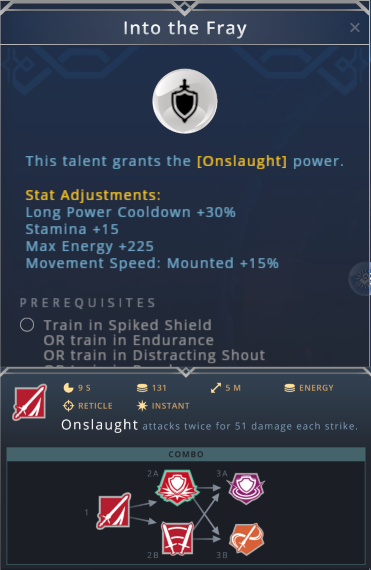 Into the Fray
This talent grants the [Onslaught] power.
Stat Adjustments:
Long Power Cooldown +30%
Stamina +15
Max Energy +225
Movement Speed: Mounted +15%
PREREQUISITES
Train in Spiked Shield
OR train in Endurance
OR train in Distracting Shout
OR train in
9 S 131 5 M ENERGY
RETICLE INSTANT
Onslaught attacks twice for 51 damage each strike.
COMBO
2A 3A
1
2B 3B